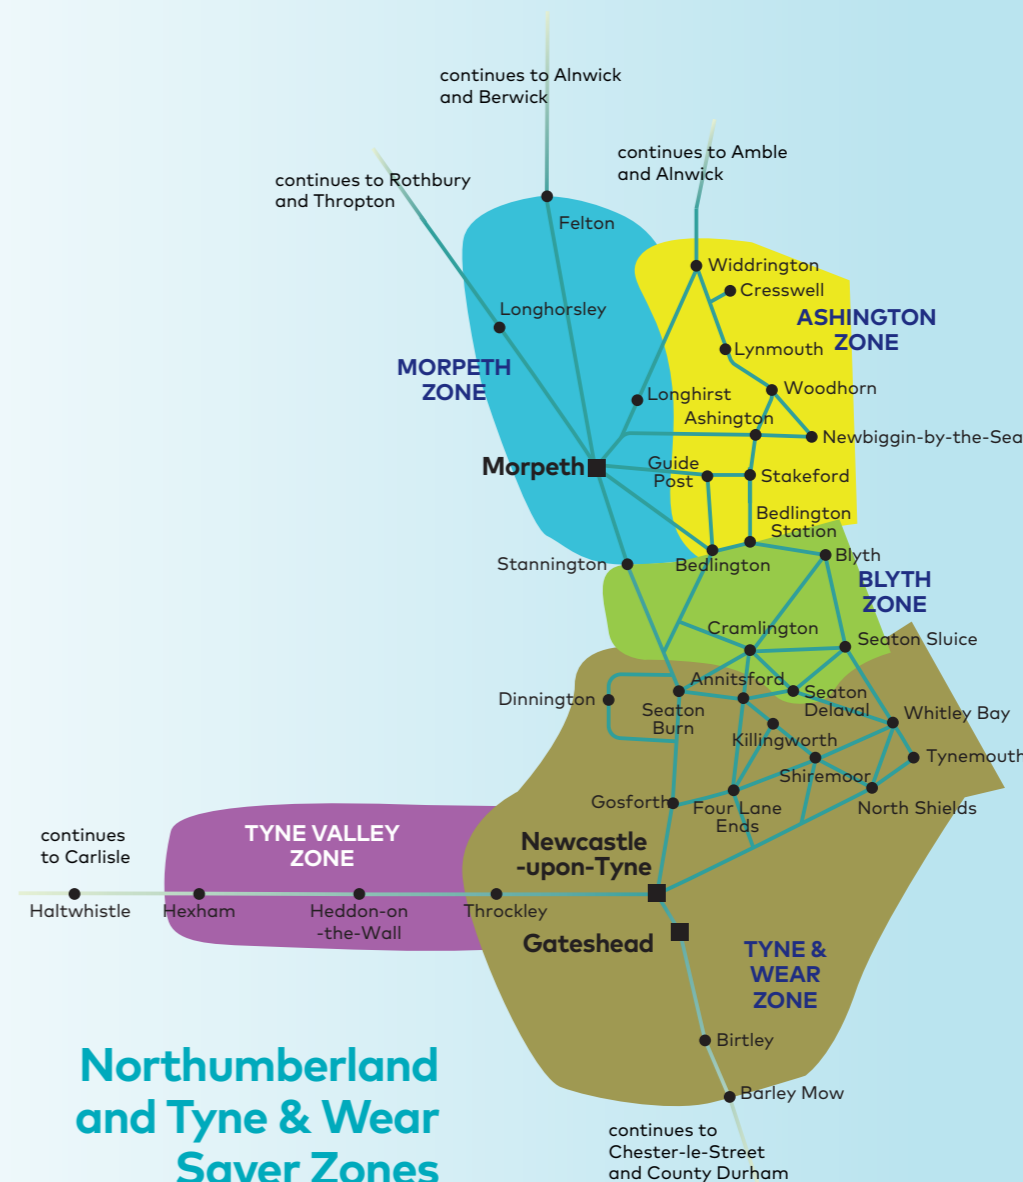 continues to Alnwick
and Berwick
continues to Amble
and Alnwick
continues to Rothbury
and Thropton
Felton
Widdrington
Cresswell
Longhorsley
ASHINGTON
ZONE
Lynmouth
MORPETH
ZONE
Woodhorn
Longhirst
Ashington
Newbiggin-by-the-Sea
Morpeth
Guide
Post
Stakeford
Bedlington
Station
Stannington
Bedlington
Blyth
BLYTH
ZONE
Cramlington
Seaton Sluice
Annitsford
Dinnington
Seaton
Burn
Seaton
Delaval
Whitley Bay
Killingworth
Tynemouth
Shiremoor
Gosforth
Four Lane
Ends
North Shields
continues
to Carlisle
TYNE VALLEY
ZONE
Newcastle
-upon-Tyne
Haltwhistle
Hexham
Heddon-on
-the-Wall
Throckley
Gateshead
TYNE &
WEAR
ZONE
Birtley
Barley Mow
Northumberland
and Tyne & Wear
Saver Zones
continues to
Chester-le-Street
and County Durham